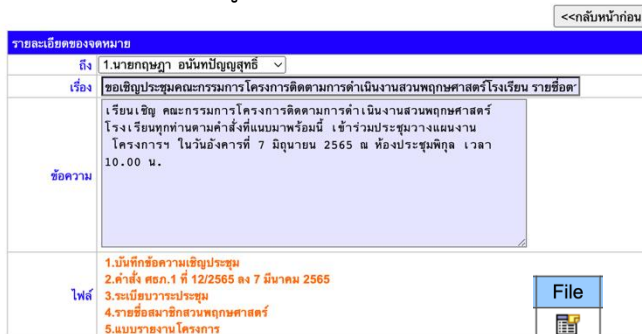 <<กลับหน้าก่อน
รายละเอียดของจดหมาย
ถึง 1.นายกฤษฎา อนันทปัญญสุทธิ์
เรื่อง ขอเชิญประชุมคณะกรรมการโครงการติดตามการดำเนินงานสวนพฤกษศาสตร์โรงเรียน รายชื่อต
ข้อความ
เรียนเชิญ คณะกรรมการโครงการติดตามการดำเนินงานสวนพฤกษศาสตร์
โรงเรียนทุกท่านตามคำสั่งที่แนบมาพร้อมนี้ เข้าร่วมประชุมวางแผนงาน
โครงการฯ ในวันอังคารที่ 7 มิถุนายน 2565 ณ ห้องประชุมพิกุล เวลา
10.00 น.
ไฟล์
1.บันทึกข้อความเชิญประชุม
2.คำสั่ง ศธภ.1 ที่ 12/2565 ลง 7 มีนาคม 2565
3.ระเบียบวาระประชุม
4.รายชื่อสมาชิกสวนพฤกษศาสตร์
5.แบบรายงานโครงการ
File